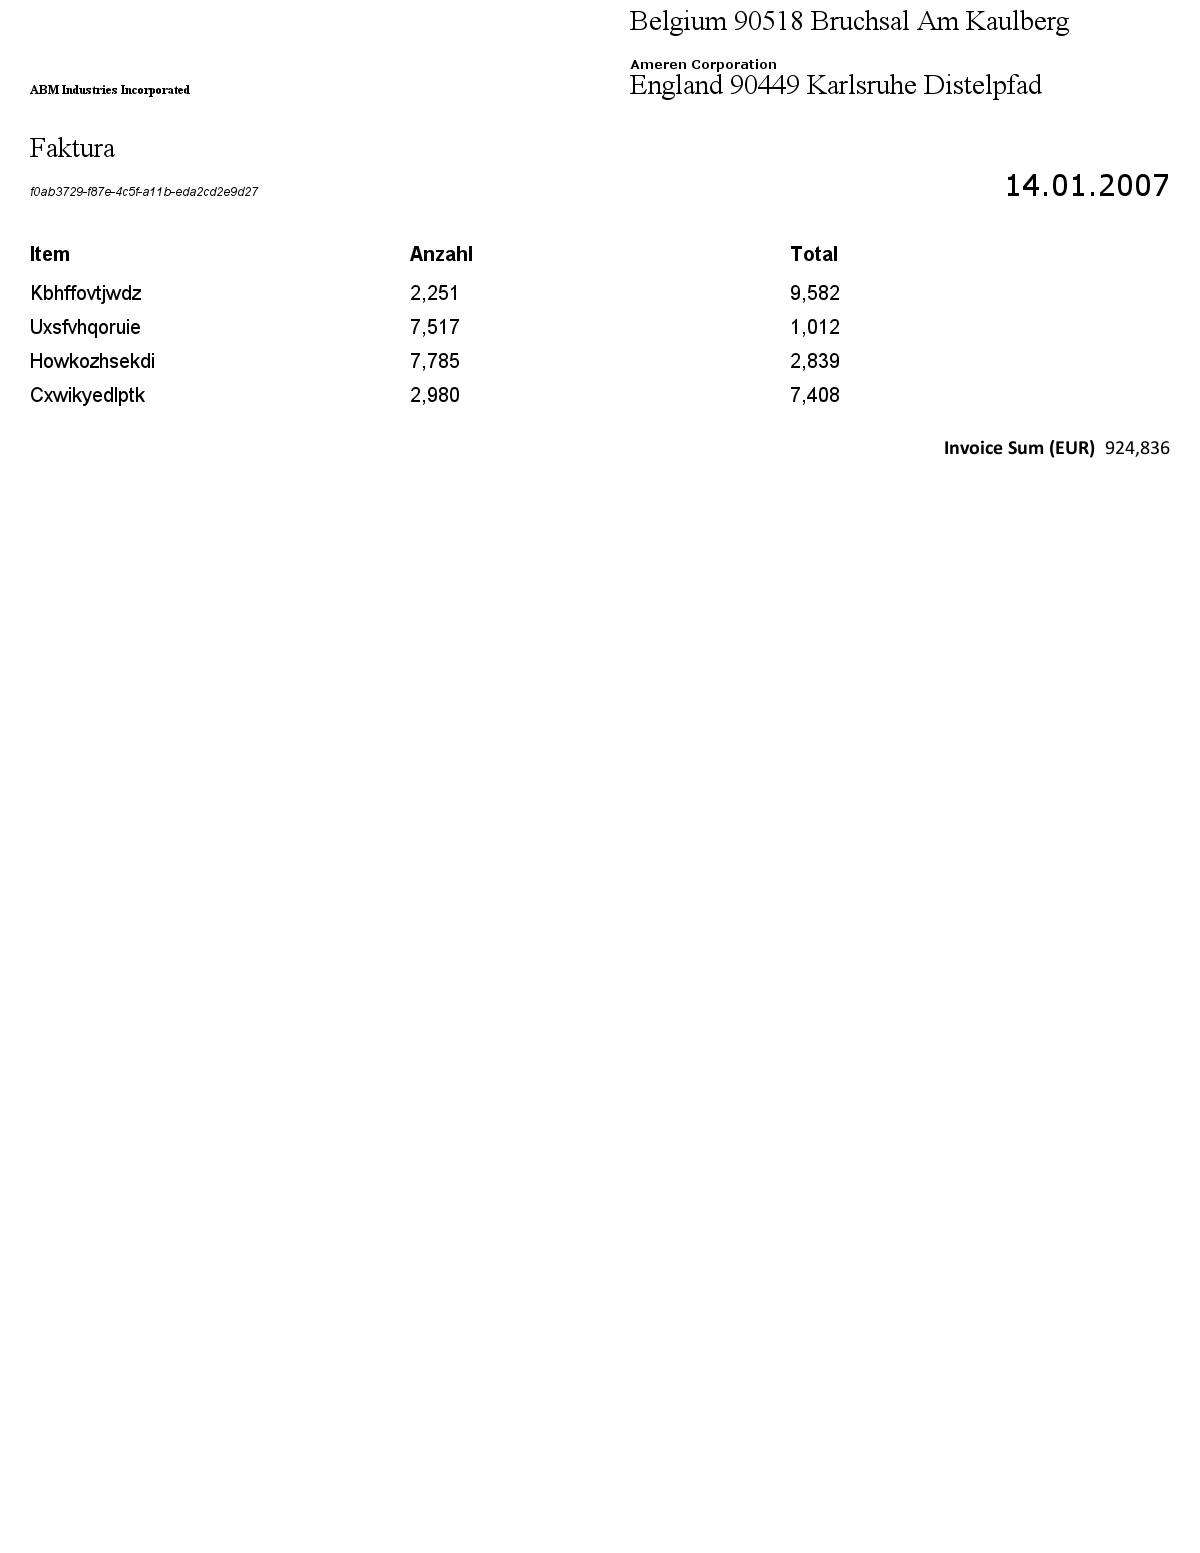 Belgium 90518 Bruchsal Am Kaulberg
Ameren Corporation
ABM Industries Incorporated
England 90449 Karlsruhe Distelpfad
Faktura
f0ab3729-f87e-4c5f-a11b-eda2cd2e9d27
14.01.2007
Item Anzahl Total
Kbhffovtjwdz 2,251 9,582
Uxsfvhqoruie 7,517 1,012
Howkozhsekdi 7,785 2,839
Cxwikyedlptk 2,980 7,408
Invoice Sum (EUR) 924,836